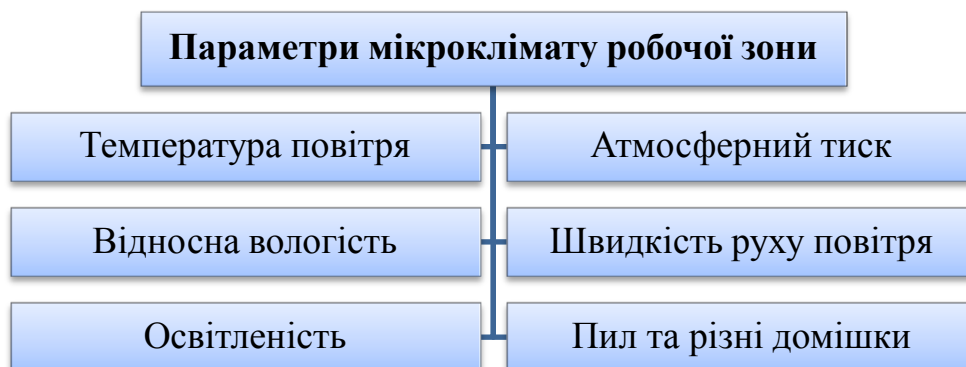 Параметри мікроклімату робочої зони
Температура повітря
Атмосферний тиск
Відносна вологість
Швидкість руху повітря
Освітленість
Пил та різні домішки